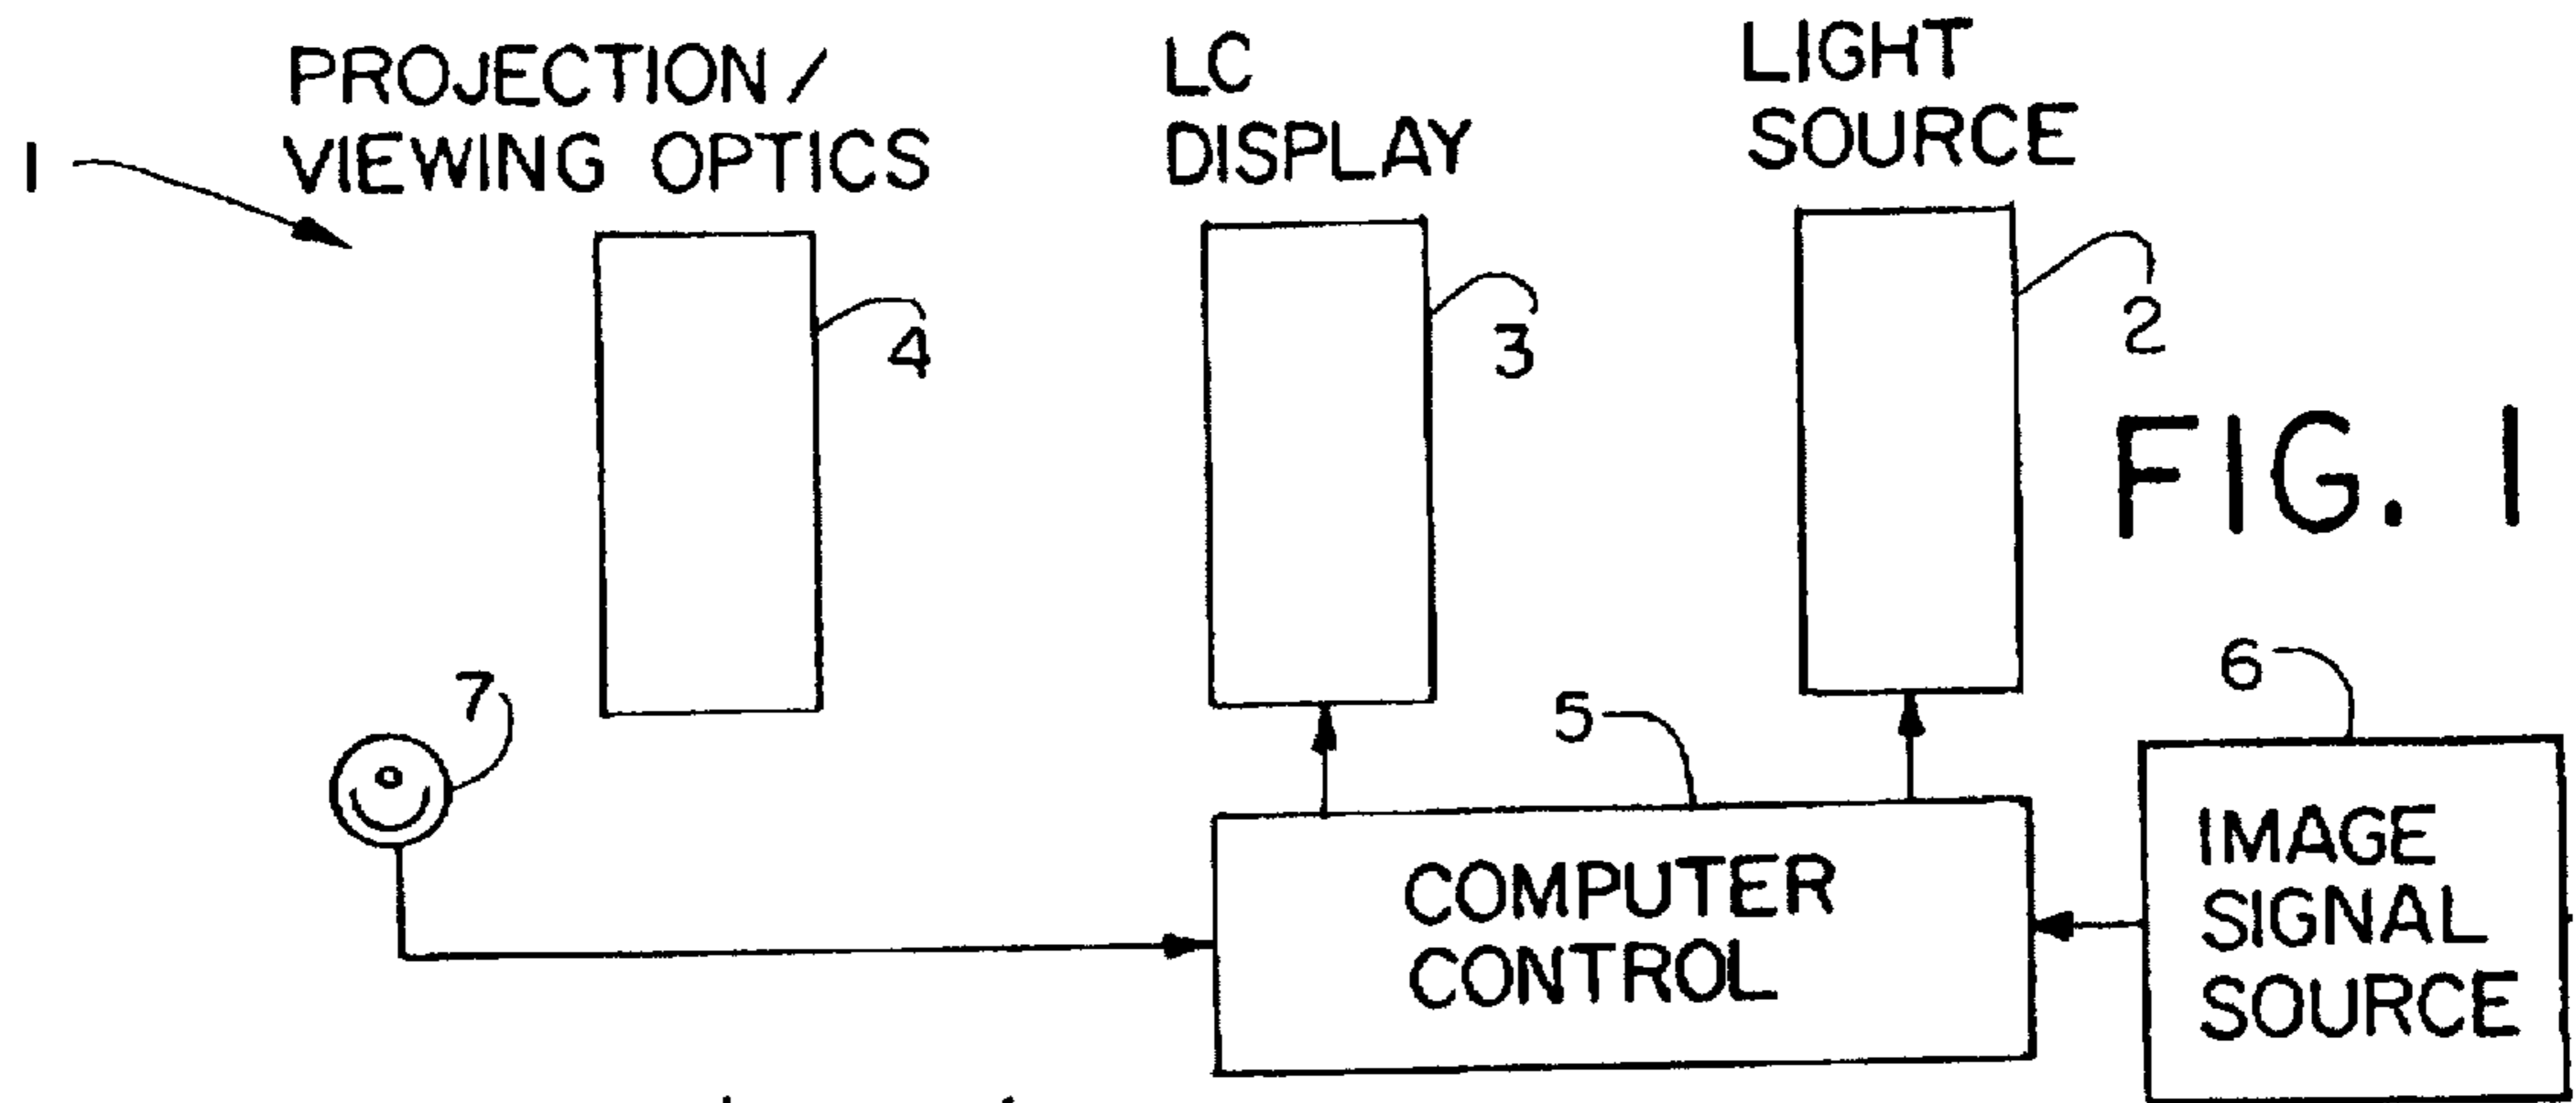 PROJECTION/
VIEWING OPTICS
LC
DISPLAY
LIGHT
SOURCE
1
4
3
2
FIG. 1
7
5
6
COMPUTER
CONTROL
IMAGE
SIGNAL
SOURCE